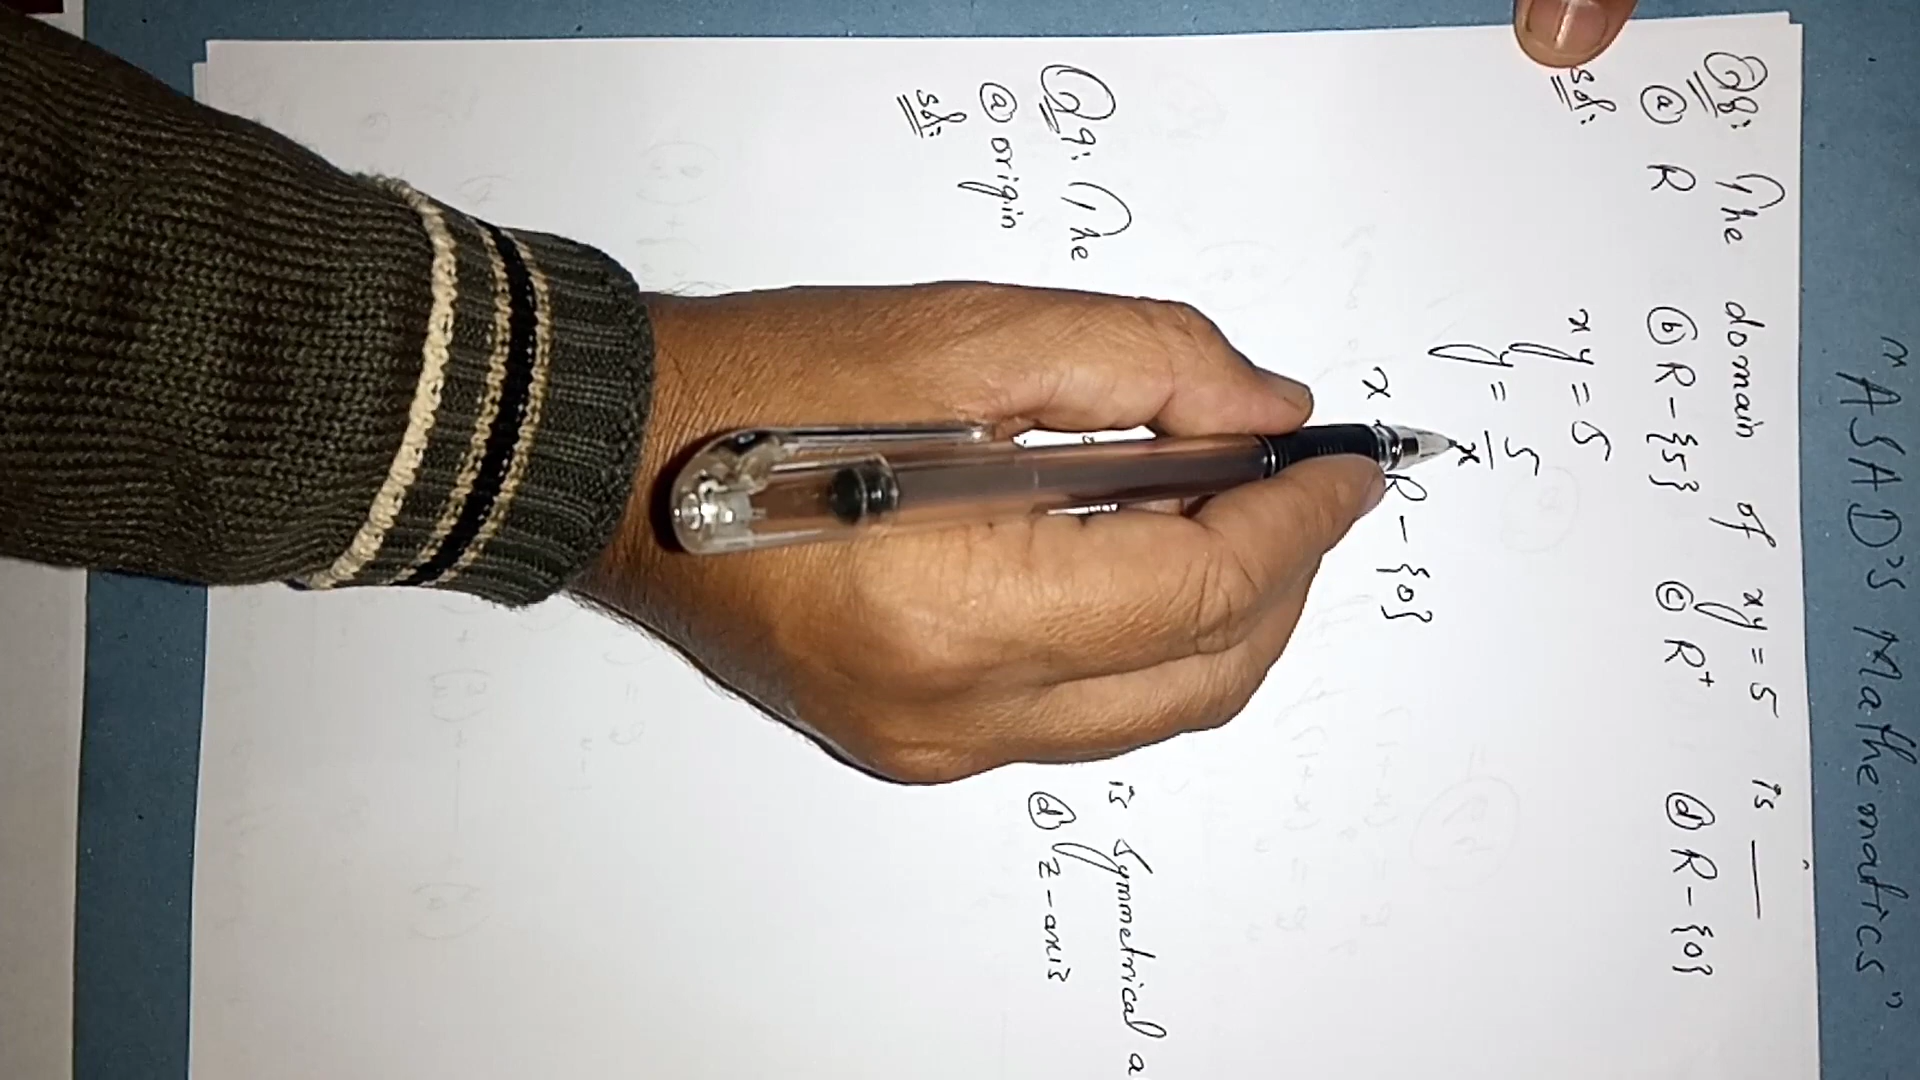 "ASAD'S Mathematics"
Q8: The domain of xy = 5 is ___
(a) R (b) R - {5} (c) R⁺ (d) R - {0}
Sol:
xy = 5
y = 5/x
x R - {0}
Q9: The is symmetrical a
(a) origin (d) z-axis
Sol: